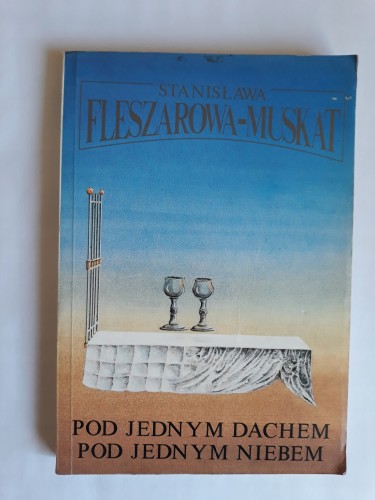 STANISŁAWA
FLESZAROWA-MUSKAT
POD JEDNYM DACHEM
POD JEDNYM NIEBEM